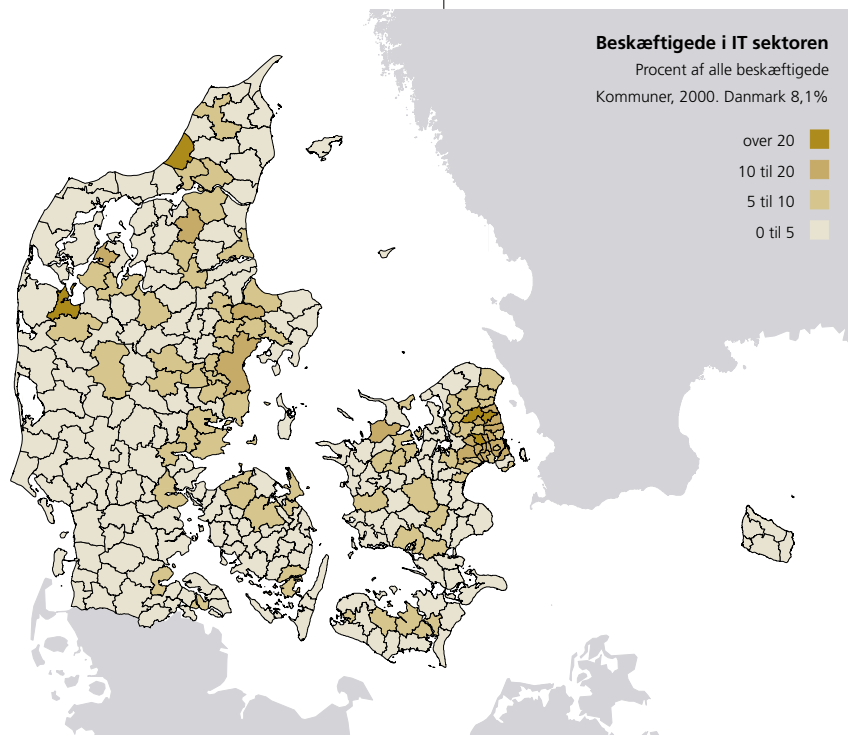 Beskæftigede i IT sektoren
Procent af alle beskæftigede
Kommuner, 2000. Danmark 8,1%
over 20
10 til 20
5 til 10
0 til 5